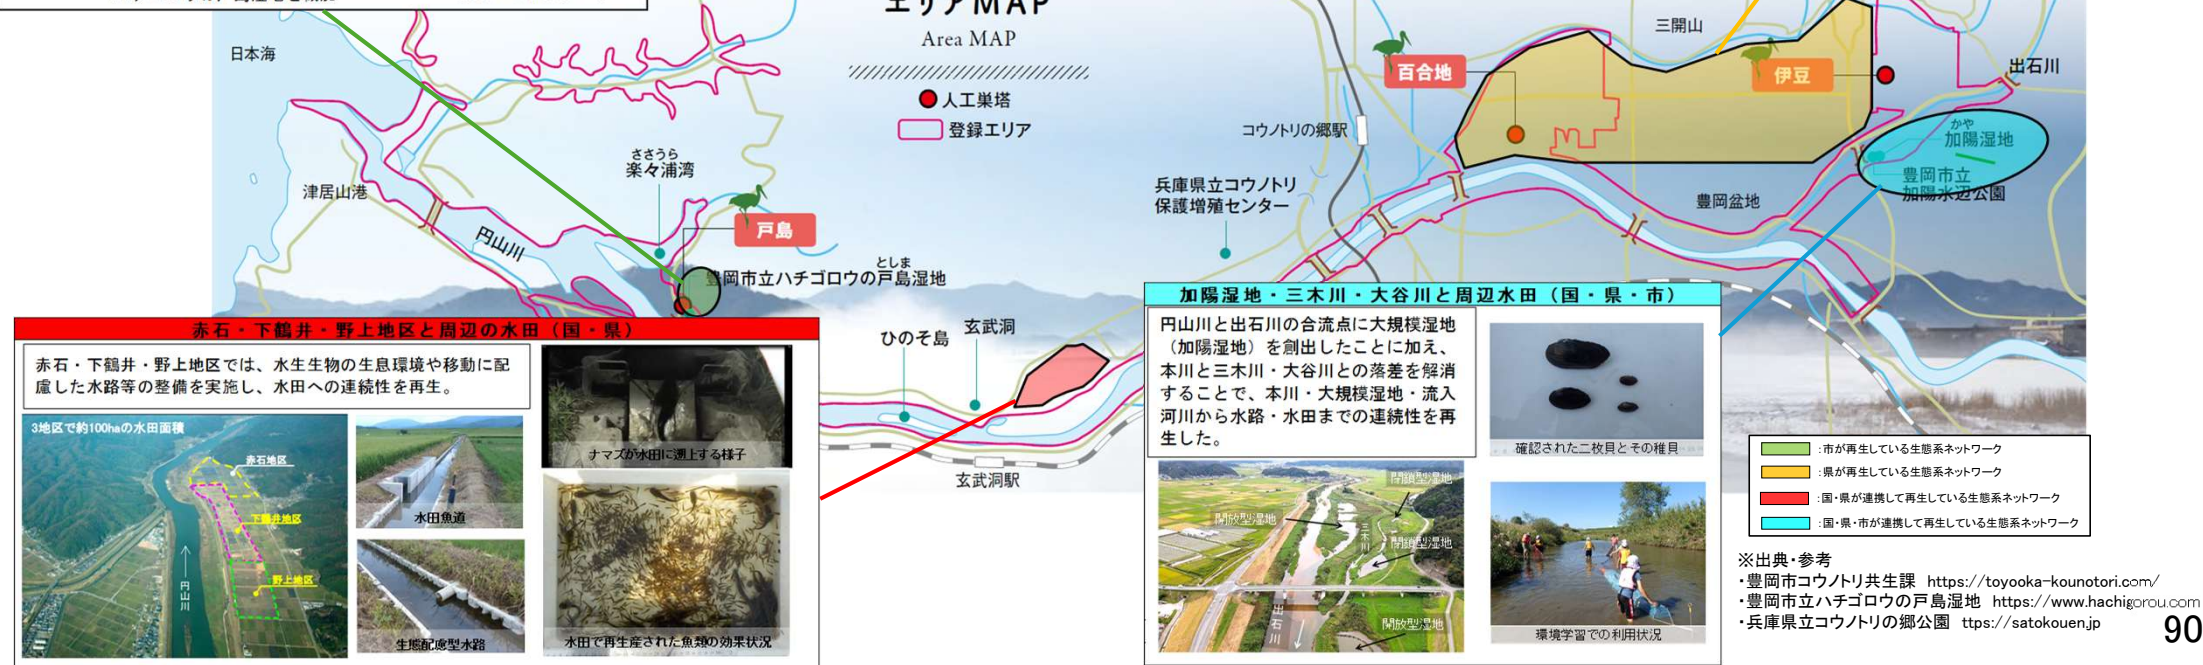 エリアMAP
Area MAP
人工巣塔
登録エリア
日本海
津居山港
円山川
ささうら
楽々浦湾
戸島
としま
豊岡市立ハチゴロウの戸島湿地
ひのそ島
玄武洞
玄武洞駅
三開山
百合地
伊豆
出石川
コウノトリの郷駅
兵庫県立コウノトリ
保護増殖センター
かや
加陽湿地
豊岡市立
加陽水辺公園
豊岡盆地
赤石・下鶴井・野上地区と周辺の水田（国・県）
赤石・下鶴井・野上地区では、水生生物の生息環境や移動に配
慮した水路等の整備を実施し、水田への連続性を再生。
3地区で約100haの水田面積
赤石地区
下鶴井地区
野上地区
円山川
水田魚道
生態配慮型水路
ナマズが水田に遡上する様子
水田で再生産された魚類の効果状況
加陽湿地・三木川・大谷川と周辺水田（国・県・市）
円山川と出石川の合流点に大規模湿地
（加陽湿地）を創出したことに加え、
本川と三木川・大谷川との落差を解消
することで、本川・大規模湿地・流入
河川から水路・水田までの連続性を再
生した。
確認された二枚貝とその稚貝
閉鎖型湿地
開放型湿地
三木川
閉鎖型湿地
開放型湿地
出石川
環境学習での利用状況
:市が再生している生態系ネットワーク
:県が再生している生態系ネットワーク
:国・県が連携して再生している生態系ネットワーク
:国・県・市が連携して再生している生態系ネットワーク
※出典・参考
・豊岡市コウノトリ共生課 https://toyooka-kounotori.com/
・豊岡市立ハチゴロウの戸島湿地 https://www.hachigorou.com
・兵庫県立コウノトリの郷公園 ttps://satokouen.jp
90